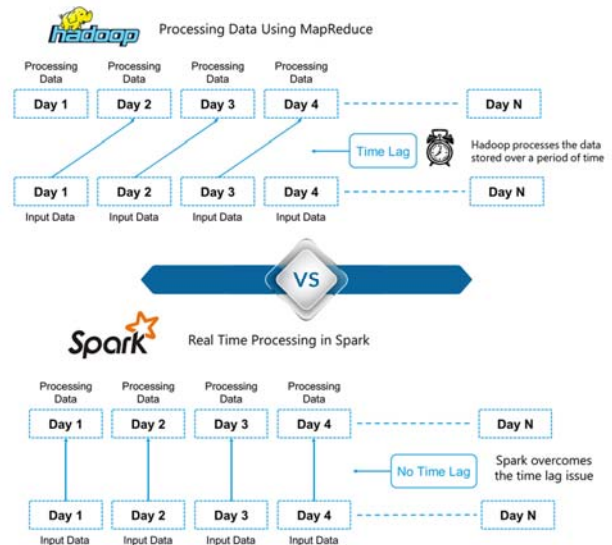 hadoop
Processing Data Using MapReduce
Processing Data
Processing Data
Processing Data
Processing Data
Day 1
Day 2
Day 3
Day 4
Day N
Time Lag
Hadoop processes the data
stored over a period of time
Day 1
Day 2
Day 3
Day 4
Day N
Input Data
Input Data
Input Data
Input Data
VS
Spark
Real Time Processing in Spark
Processing Data
Processing Data
Processing Data
Processing Data
Day 1
Day 2
Day 3
Day 4
Day N
No Time Lag
Spark overcomes
the time lag issue
Day 1
Day 2
Day 3
Day 4
Day N
Input Data
Input Data
Input Data
Input Data